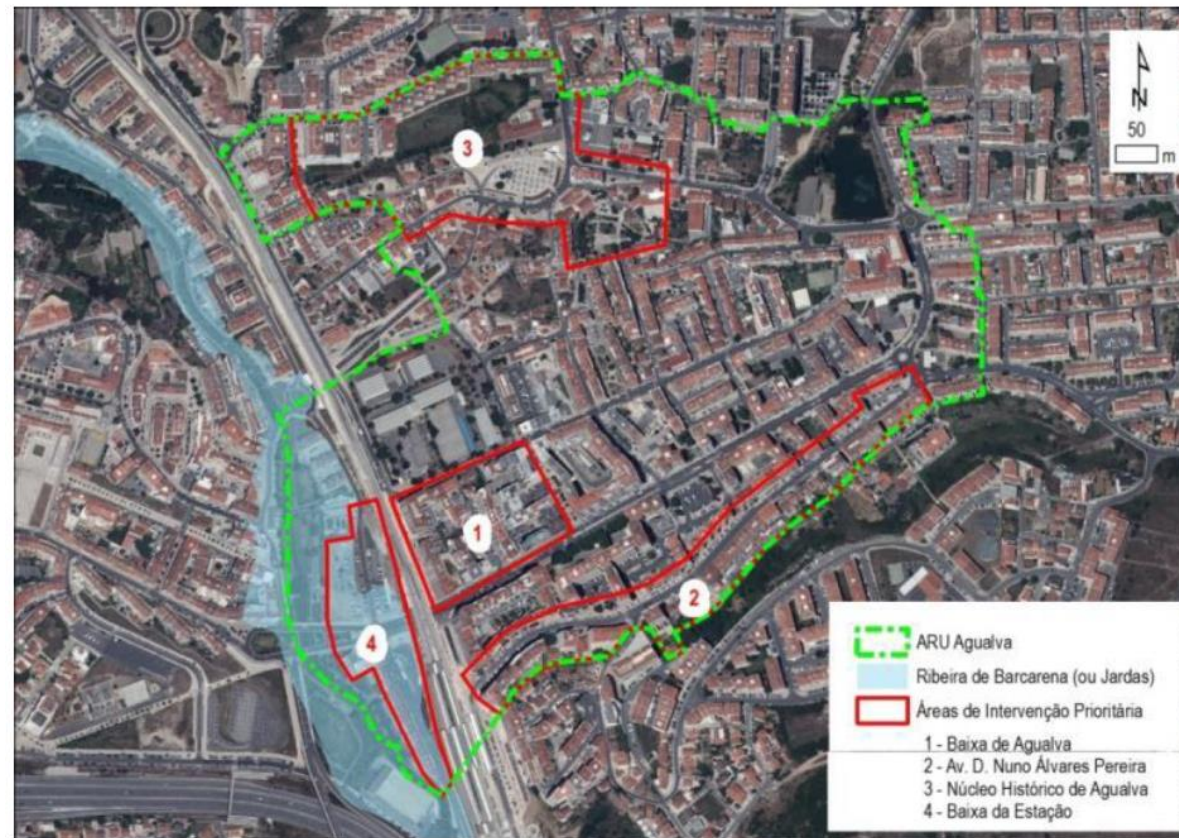 N
50
m
3
1
2
4
ARU Agualva
Ribeira de Barcarena (ou Jardas)
Áreas de Intervenção Prioritária
1 - Baixa de Agualva
2 - Av. D. Nuno Álvares Pereira
3 - Núcleo Histórico de Agualva
4 - Baixa da Estação